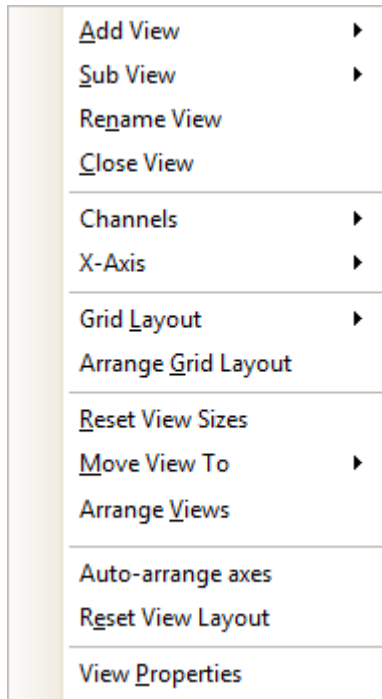 Add View
Sub View
Rename View
Close View
Channels
X-Axis
Grid Layout
Arrange Grid Layout
Reset View Sizes
Move View To
Arrange Views
Auto-arrange axes
Reset View Layout
View Properties